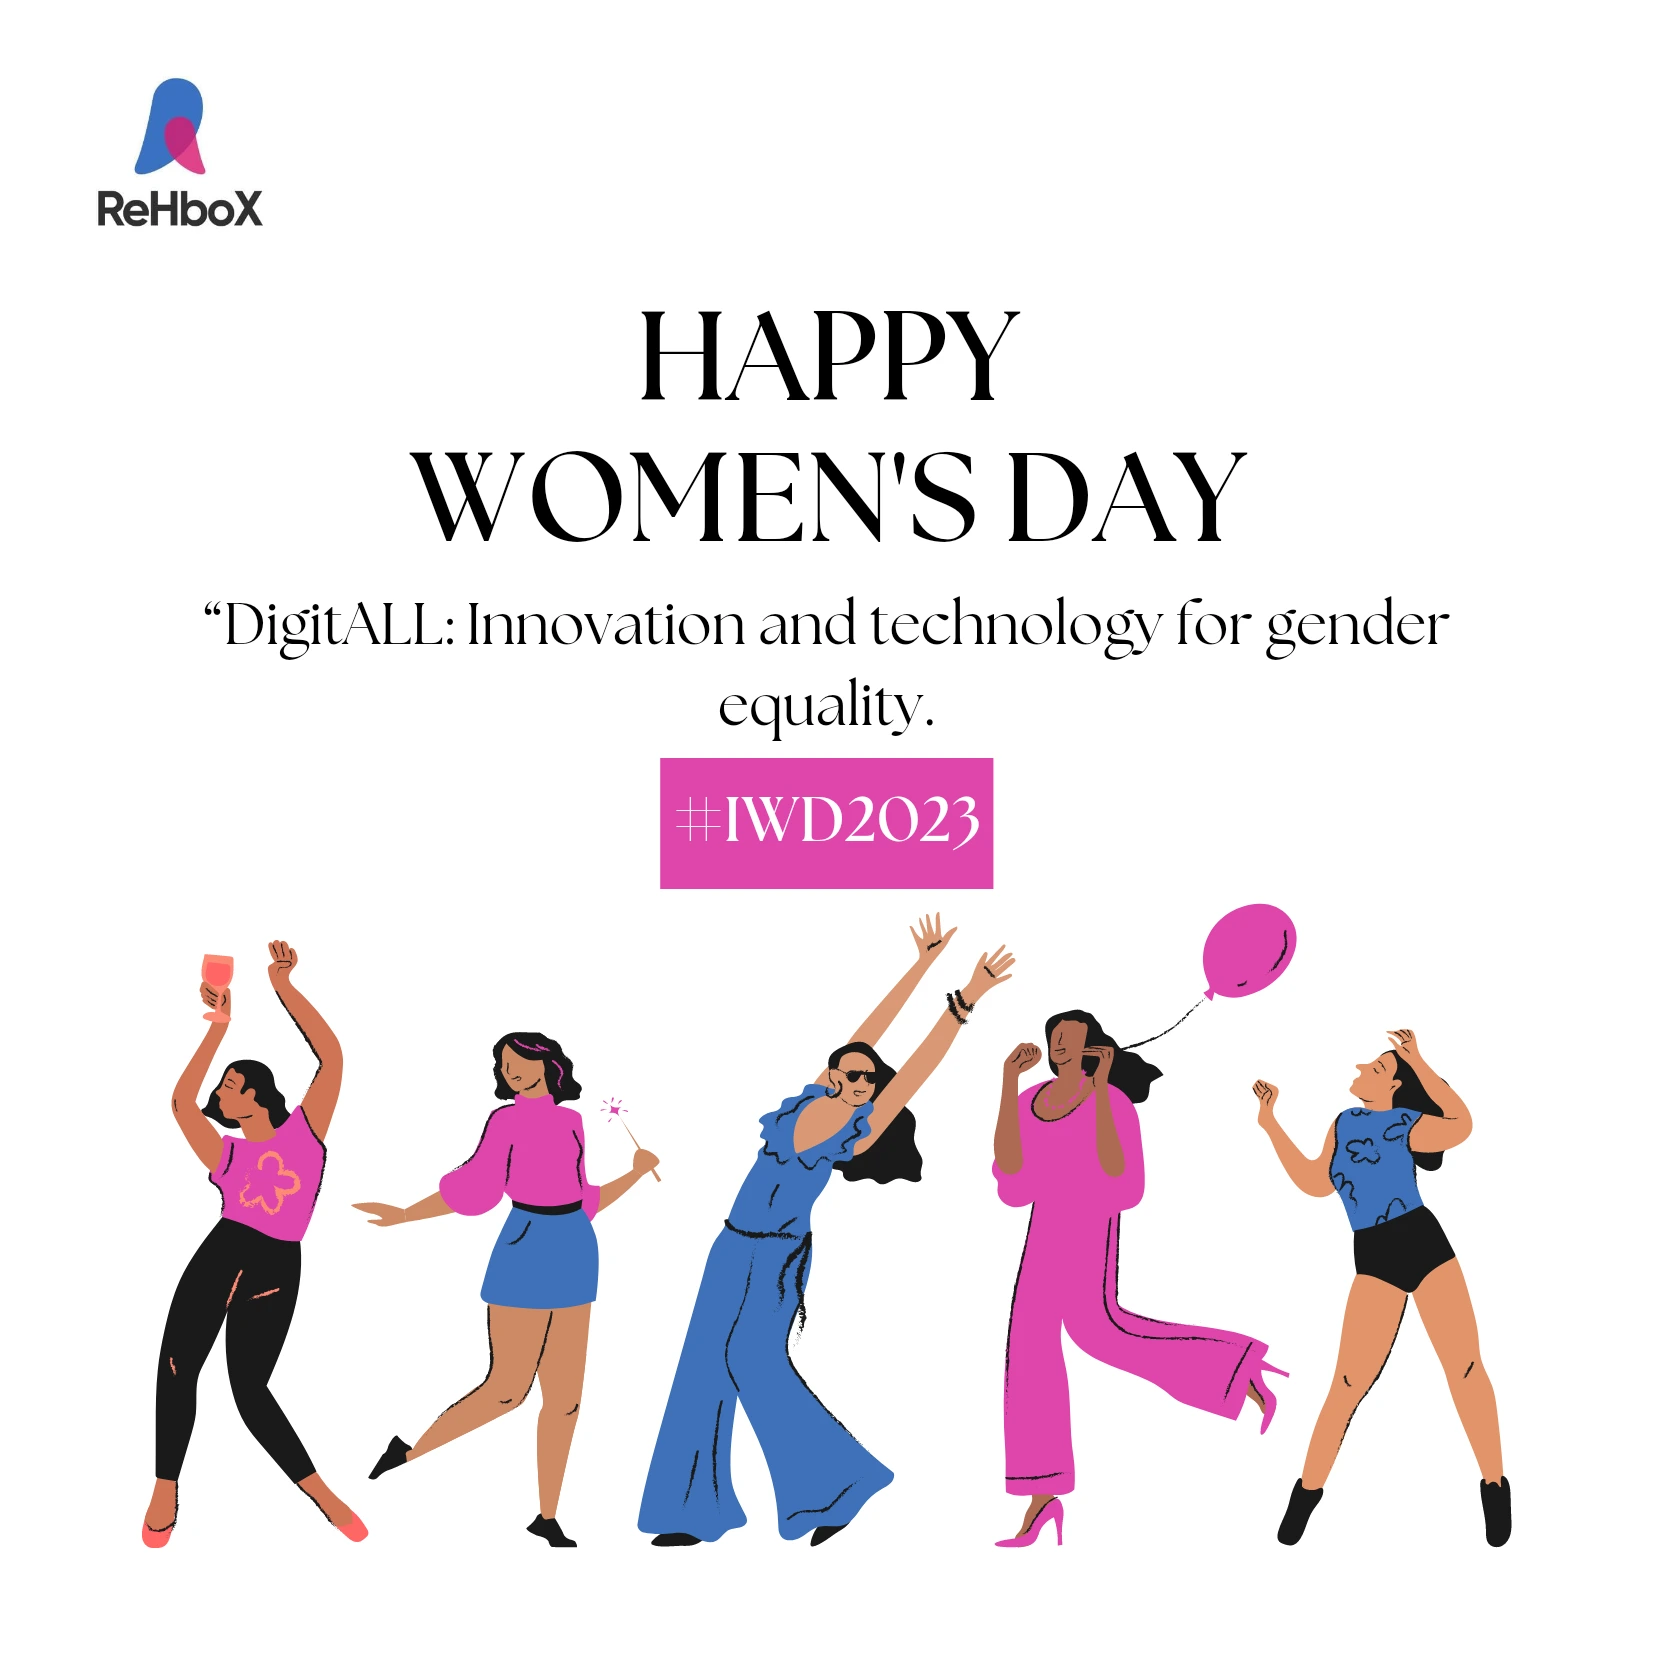 ReHboX
HAPPY
WOMEN'S DAY
“DigitALL: Innovation and technology for gender
equality.
#IWD2023